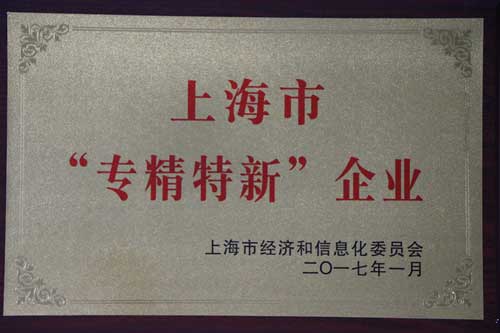 上海市
“专精特新”企业
上海市经济和信息化委员会
二〇一七年一月